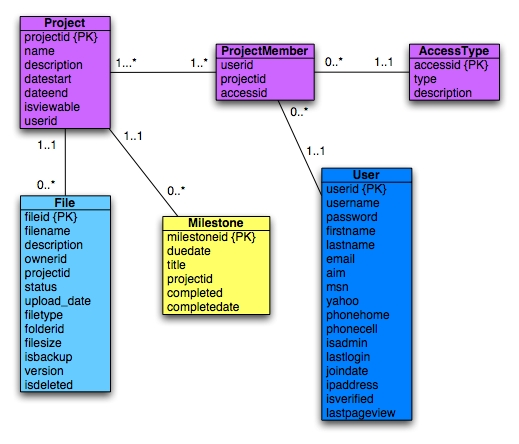 Project
projectid {PK}
name
description
datestart
dateend
isviewable
userid
1...*
1..*
ProjectMember
userid
projectid
accessid
0..*
1..1
AccessType
accessid {PK}
type
description
1..1
0..*
1..1
0..*
0..*
1..1
File
fileid {PK}
filename
description
ownerid
projectid
status
upload_date
filetype
folderid
filesize
isbackup
version
isdeleted
Milestone
milestoneid {PK}
duedate
title
projectid
completed
completedate
User
userid {PK}
username
password
firstname
lastname
email
aim
msn
yahoo
phonehome
phonecell
isadmin
lastlogin
joindate
ipaddress
isverified
lastpageview